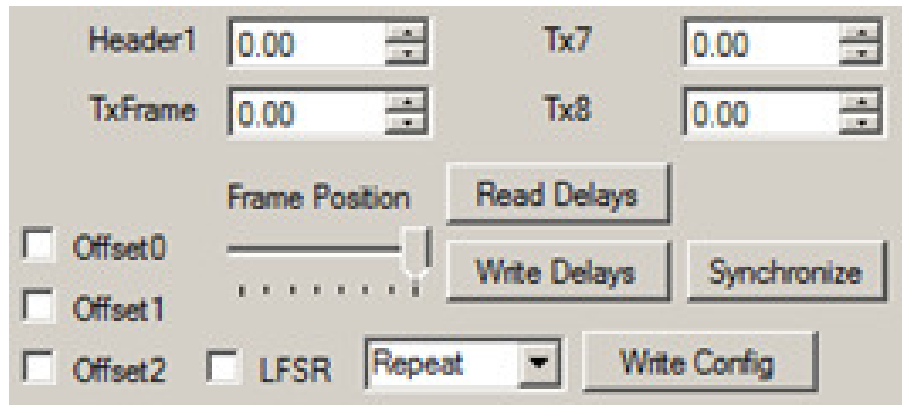 Header1 0.00 Tx7 0.00
TxFrame 0.00 Tx8 0.00
Frame Position Read Delays
Offset0 Write Delays Synchronize
Offset1
Offset2 LFSR Repeat Write Config